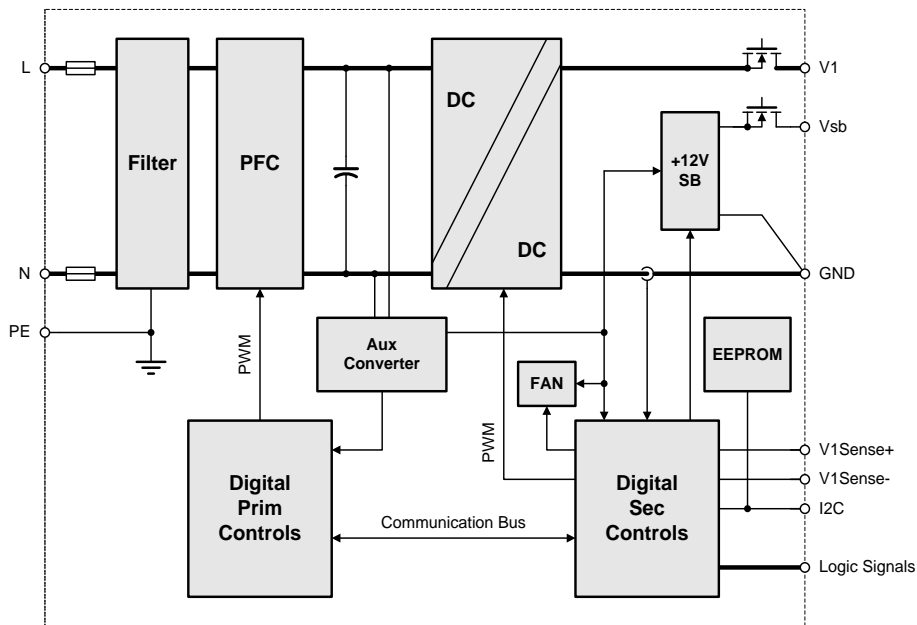 L
Filter
PFC
DC
DC
V1
Vsb
+12V
SB
N
GND
PE
PWM
Aux
Converter
EEPROM
FAN
PWM
Digital
Prim
Controls
Communication Bus
Digital
Sec
Controls
V1Sense+
V1Sense-
I2C
Logic Signals